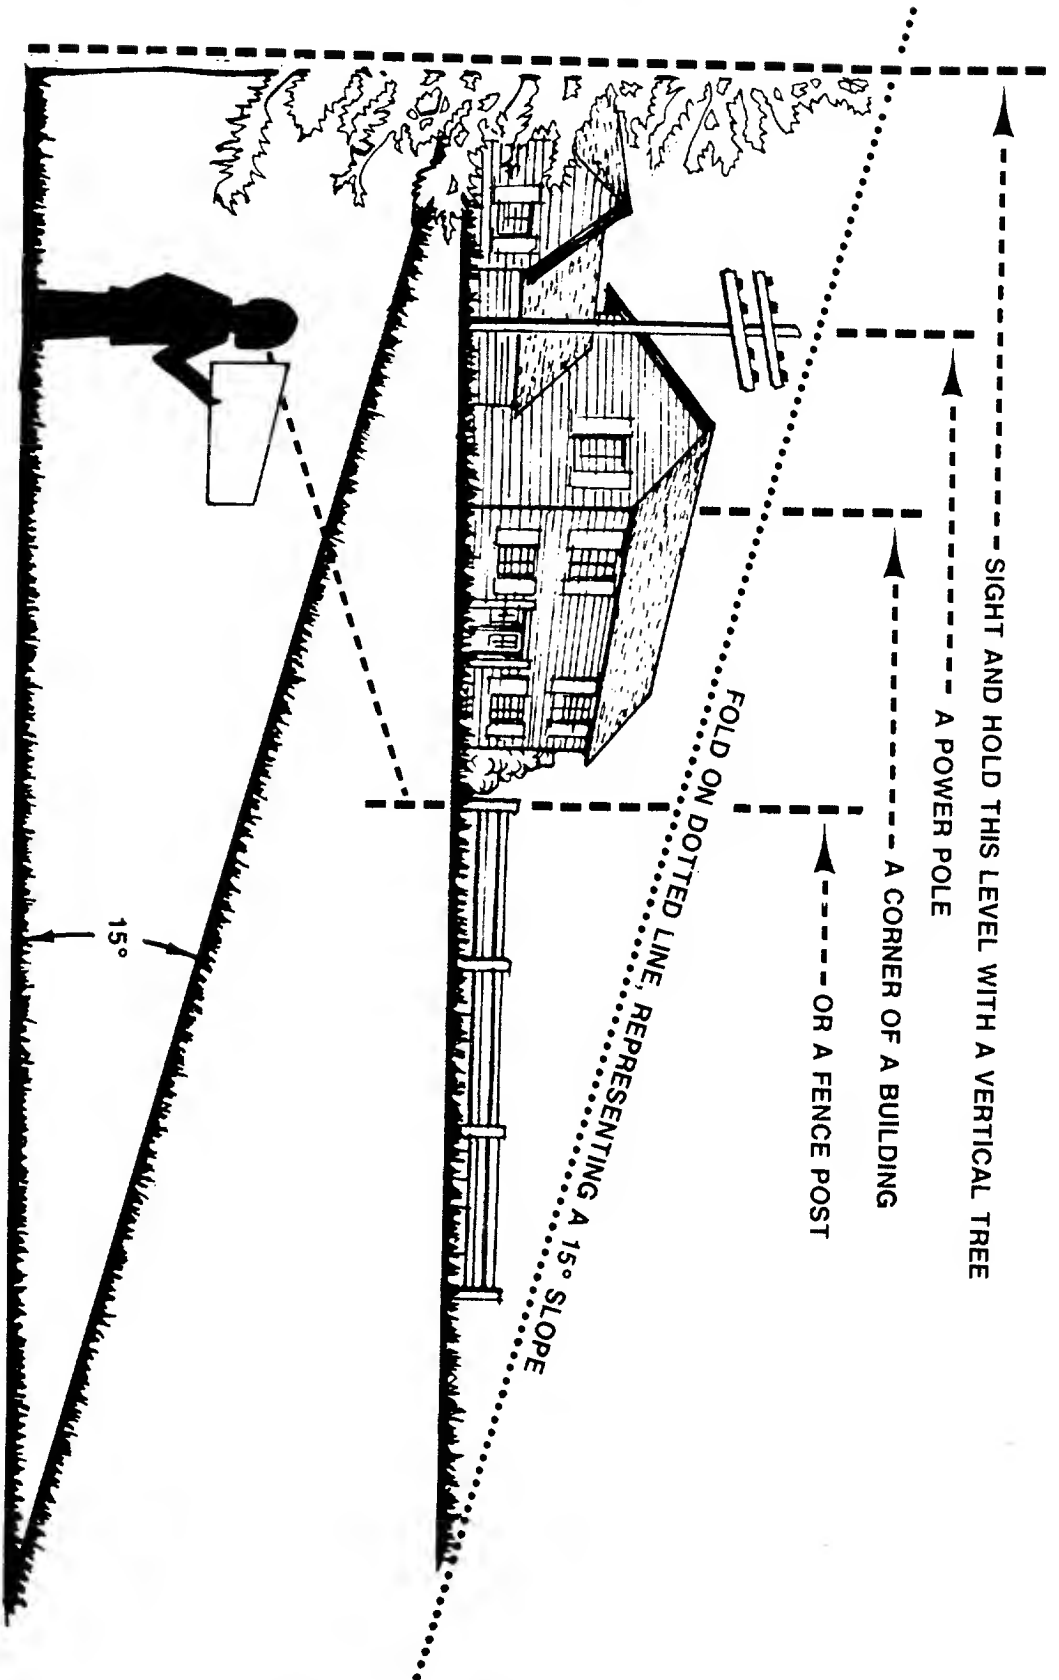 SIGHT AND HOLD THIS LEVEL WITH A VERTICAL TREE
A POWER POLE
A CORNER OF A BUILDING
OR A FENCE POST
FOLD ON DOTTED LINE, REPRESENTING A 15° SLOPE
15°